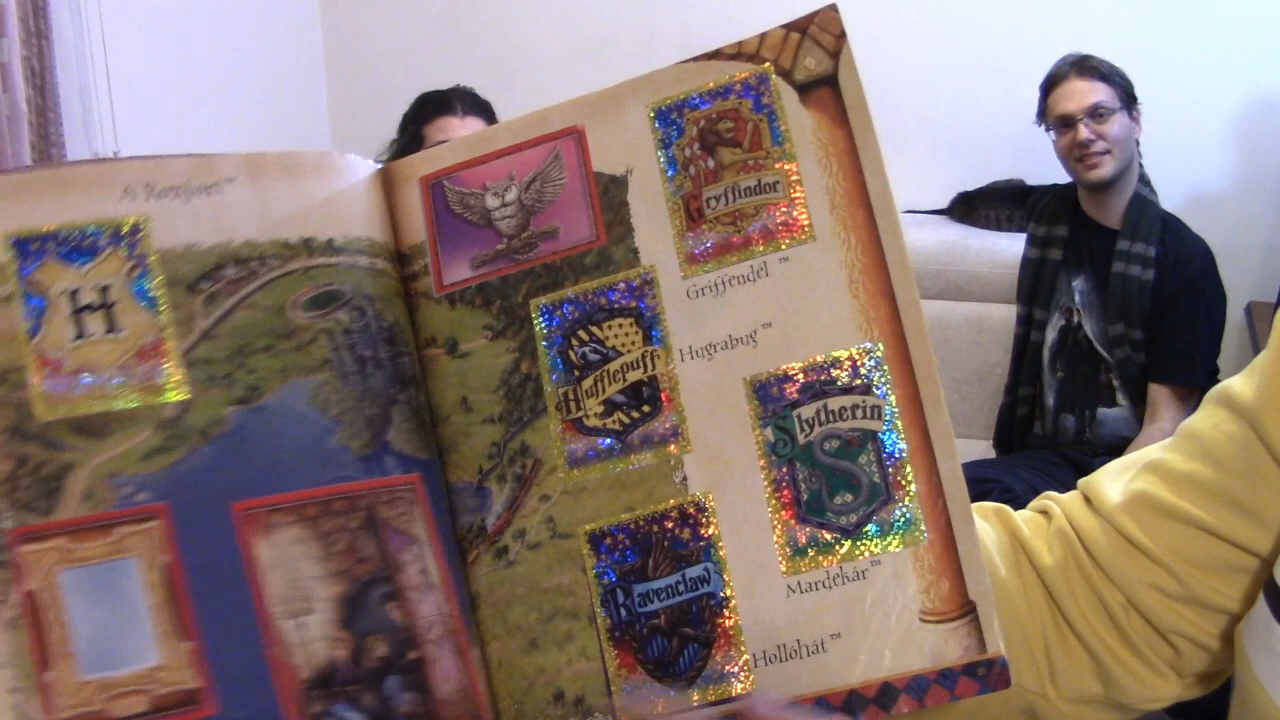 H
Gryffindor
Griffendél™
Hufflepuff
Hugrabug™
Slytherin
Mardekár™
Ravenclaw
Hollóhát™